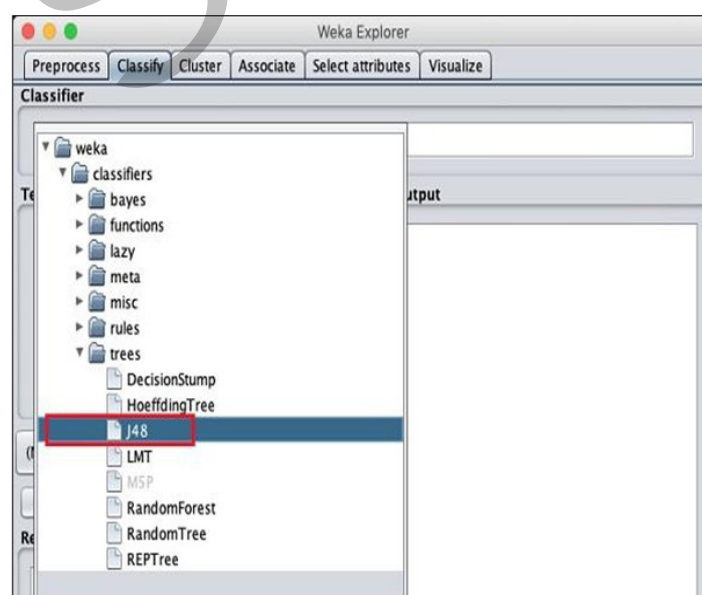 Weka Explorer
Preprocess Classify Cluster Associate Select attributes Visualize
Classifier
weka
classifiers
bayes
functions
lazy
meta
misc
rules
trees
DecisionStump
HoeffdingTree
J48
LMT
M5P
RandomForest
RandomTree
REPTree